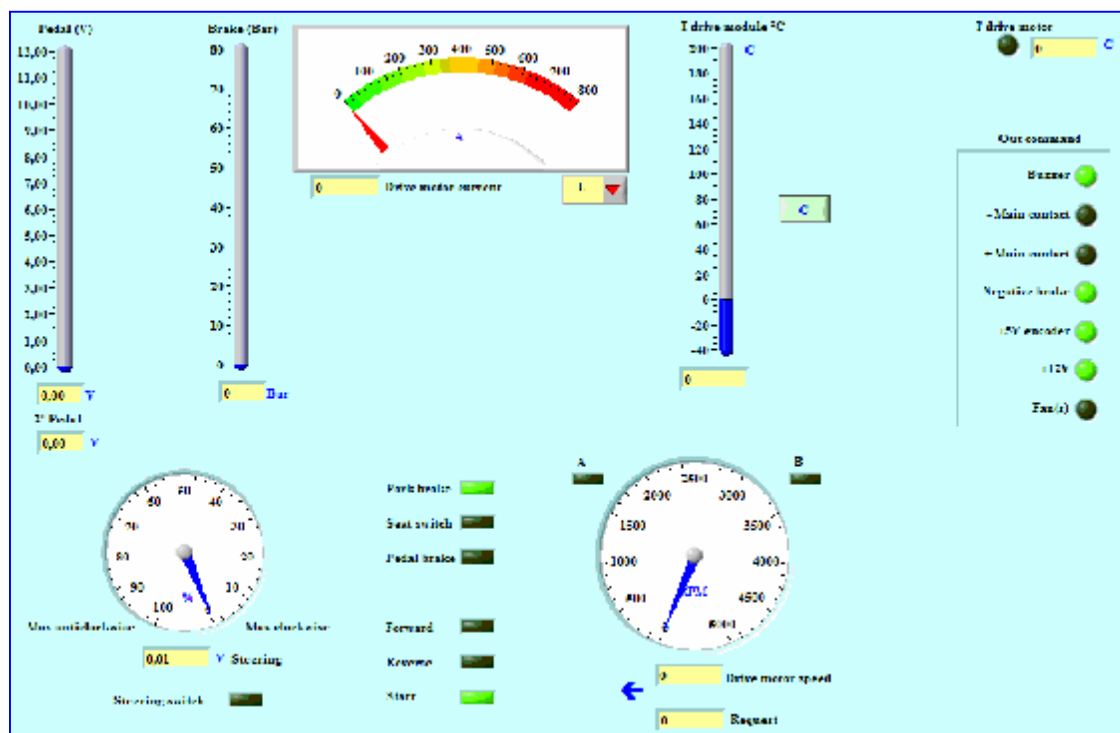 Pedal (V)
12,00
11,00
10,00
9,00
8,00
7,00
6,00
5,00
4,00
3,00
2,00
1,00
0,00
0,00 V
2° Pedal
0,00 V
Brake (Bar)
80
70
60
50
40
30
20
10
0
0 Bar
0 100 200 300 400 500 600 700 800
A
0 Drive motor current
T drive module °C
200 °C
180
160
140
120
100
80
60
40
20
0
-20
-40
0
°C
T drive motor
0 °C
Out command
Buzzer
- Main contact
+ Main contact
Negative brake
+5V encoder
+12V
Fan(s)
0 10 20 30 40 50 60 70 80 90 100
%
Max antidockwise
Max clockwise
0,01 V Steering
Steering switch
Park brake
Seat switch
Pedal brake
Forward
Reverse
Start
A
B
0 500 1000 1500 2000 2500 3000 3500 4000 4500 5000
RPM
0 Drive motor speed
0 Request